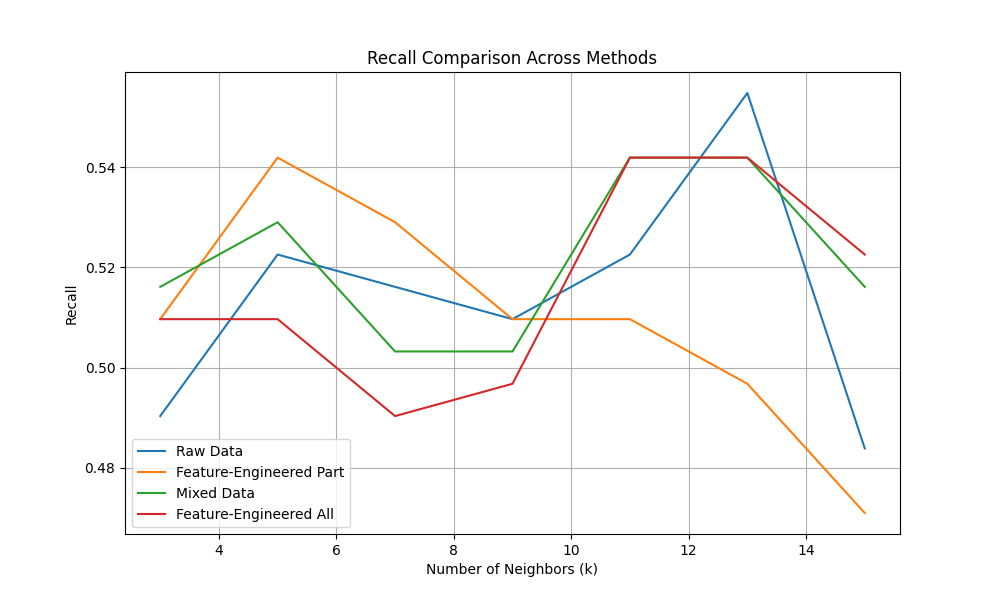 Recall Comparison Across Methods
Recall
0.54
0.52
0.50
0.48
Raw Data
Feature-Engineered Part
Mixed Data
Feature-Engineered All
4 6 8 10 12 14
Number of Neighbors (k)